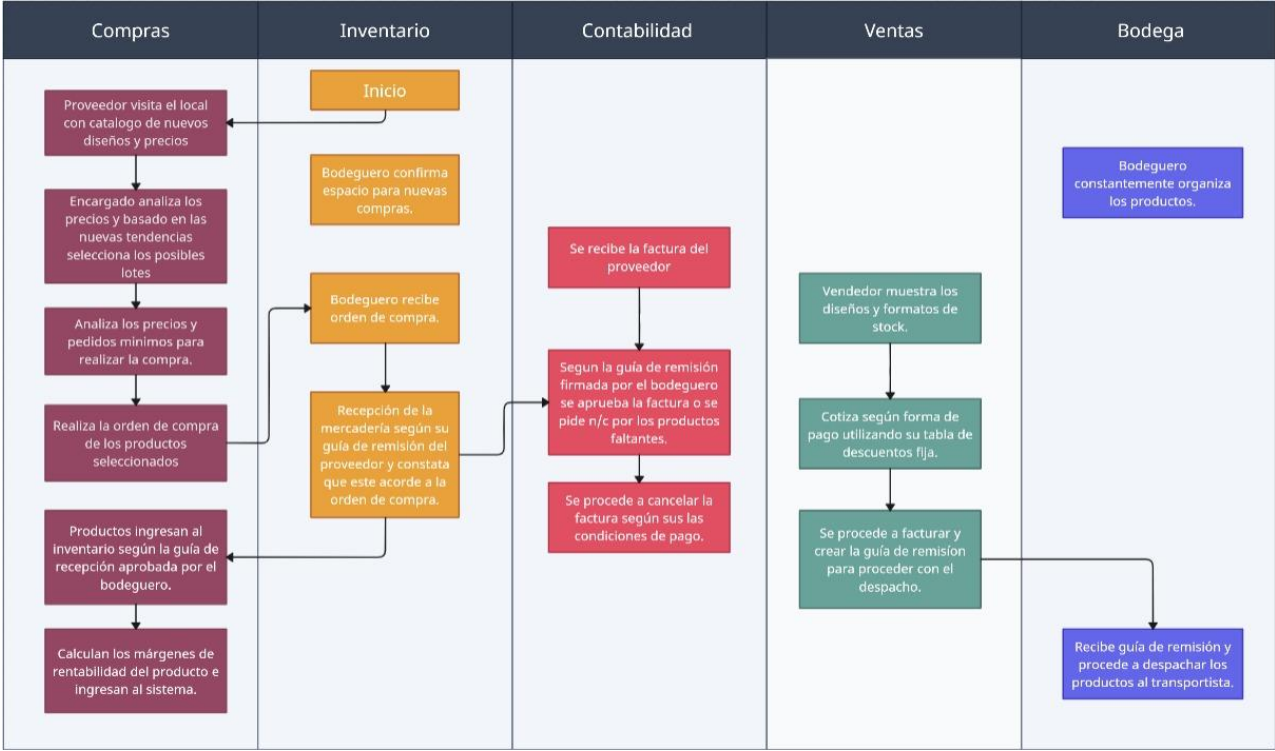 Compras
Inventario
Contabilidad
Ventas
Bodega
Proveedor visita el local
con catalogo de nuevos
diseños y precios
Encargado analiza los
precios y basado en las
nuevas tendencias
selecciona los posibles
lotes
Analiza los precios y
pedidos minimos para
realizar la compra.
Realiza la orden de compra
de los productos
seleccionados
Productos ingresan al
inventario según la guía de
recepción aprobada por el
bodeguero.
Calculan los márgenes de
rentabilidad del producto e
ingresan al sistema.
Inicio
Bodeguero confirma
espacio para nuevas
compras.
Bodeguero recibe
orden de compra.
Recepción de la
mercadería según su
guía de remisión del
proveedor y constata
que este acorde a la
orden de compra.
Se recibe la factura del
proveedor
Segun la guía de remisión
firmada por el bodeguero
se aprueba la factura o se
pide n/c por los productos
faltantes.
Se procede a cancelar la
factura según sus las
condiciones de pago.
Vendedor muestra los
diseños y formatos de
stock.
Cotiza según forma de
pago utilizando su tabla de
descuentos fija.
Se procede a facturar y
crear la guía de remisíon
para proceder con el
despacho.
Bodeguero
constantemente organiza
los productos.
Recibe guía de remisión y
procede a despachar los
productos al transportista.